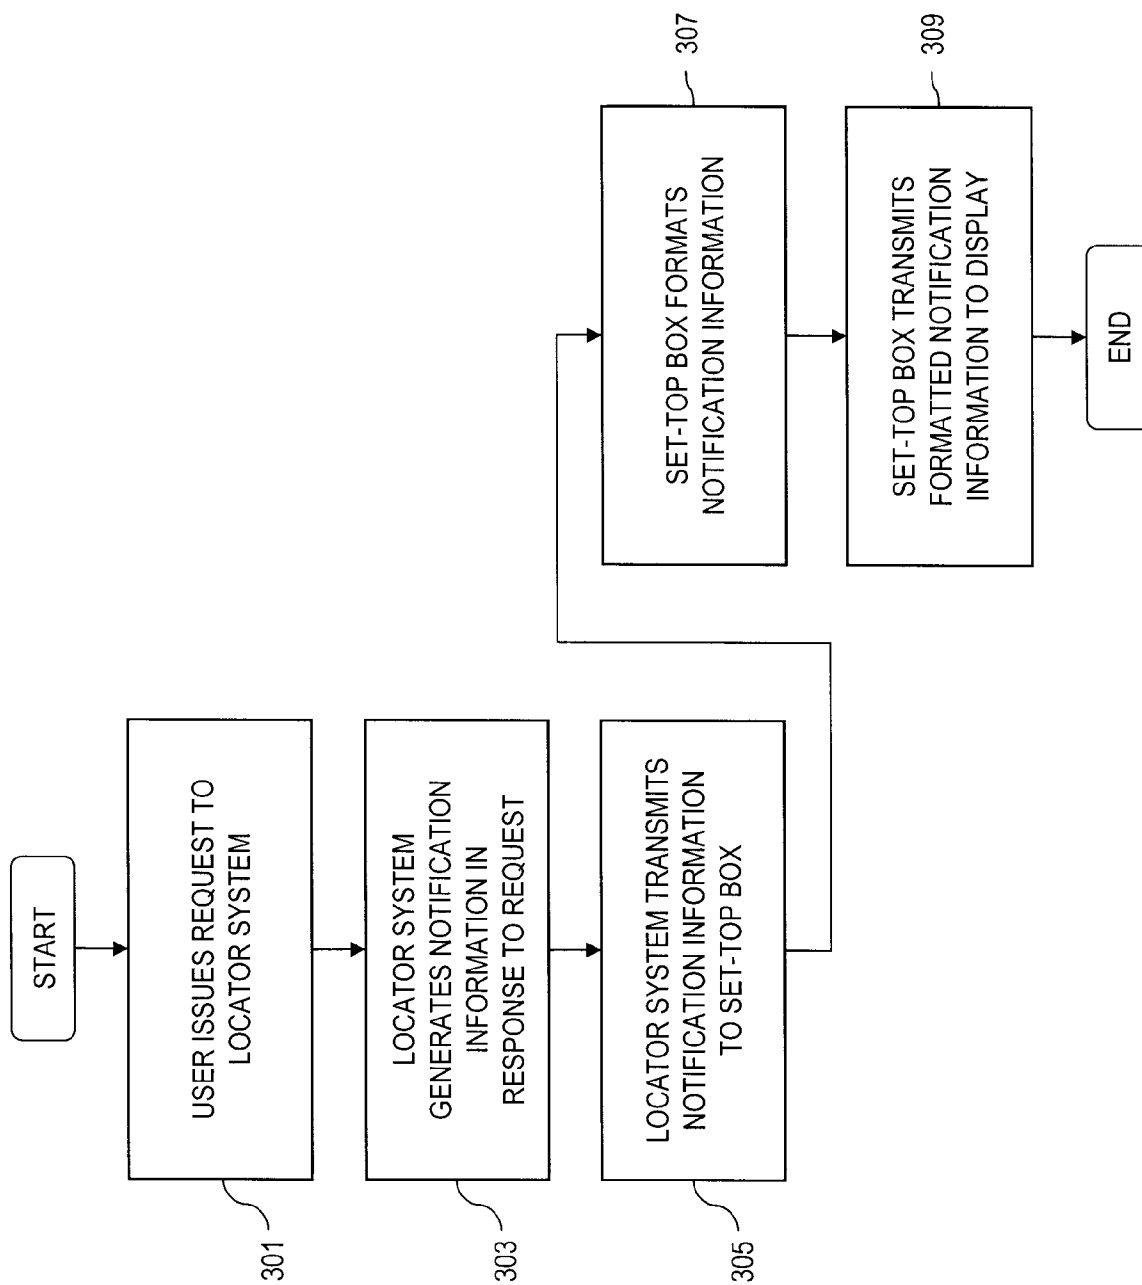 START
USER ISSUES REQUEST TO
LOCATOR SYSTEM
301
LOCATOR SYSTEM
GENERATES NOTIFICATION
INFORMATION IN
RESPONSE TO REQUEST
303
LOCATOR SYSTEM TRANSMITS
NOTIFICATION INFORMATION
TO SET-TOP BOX
305
SET-TOP BOX FORMATS
NOTIFICATION INFORMATION
307
SET-TOP BOX TRANSMITS
FORMATTED NOTIFICATION
INFORMATION TO DISPLAY
309
END